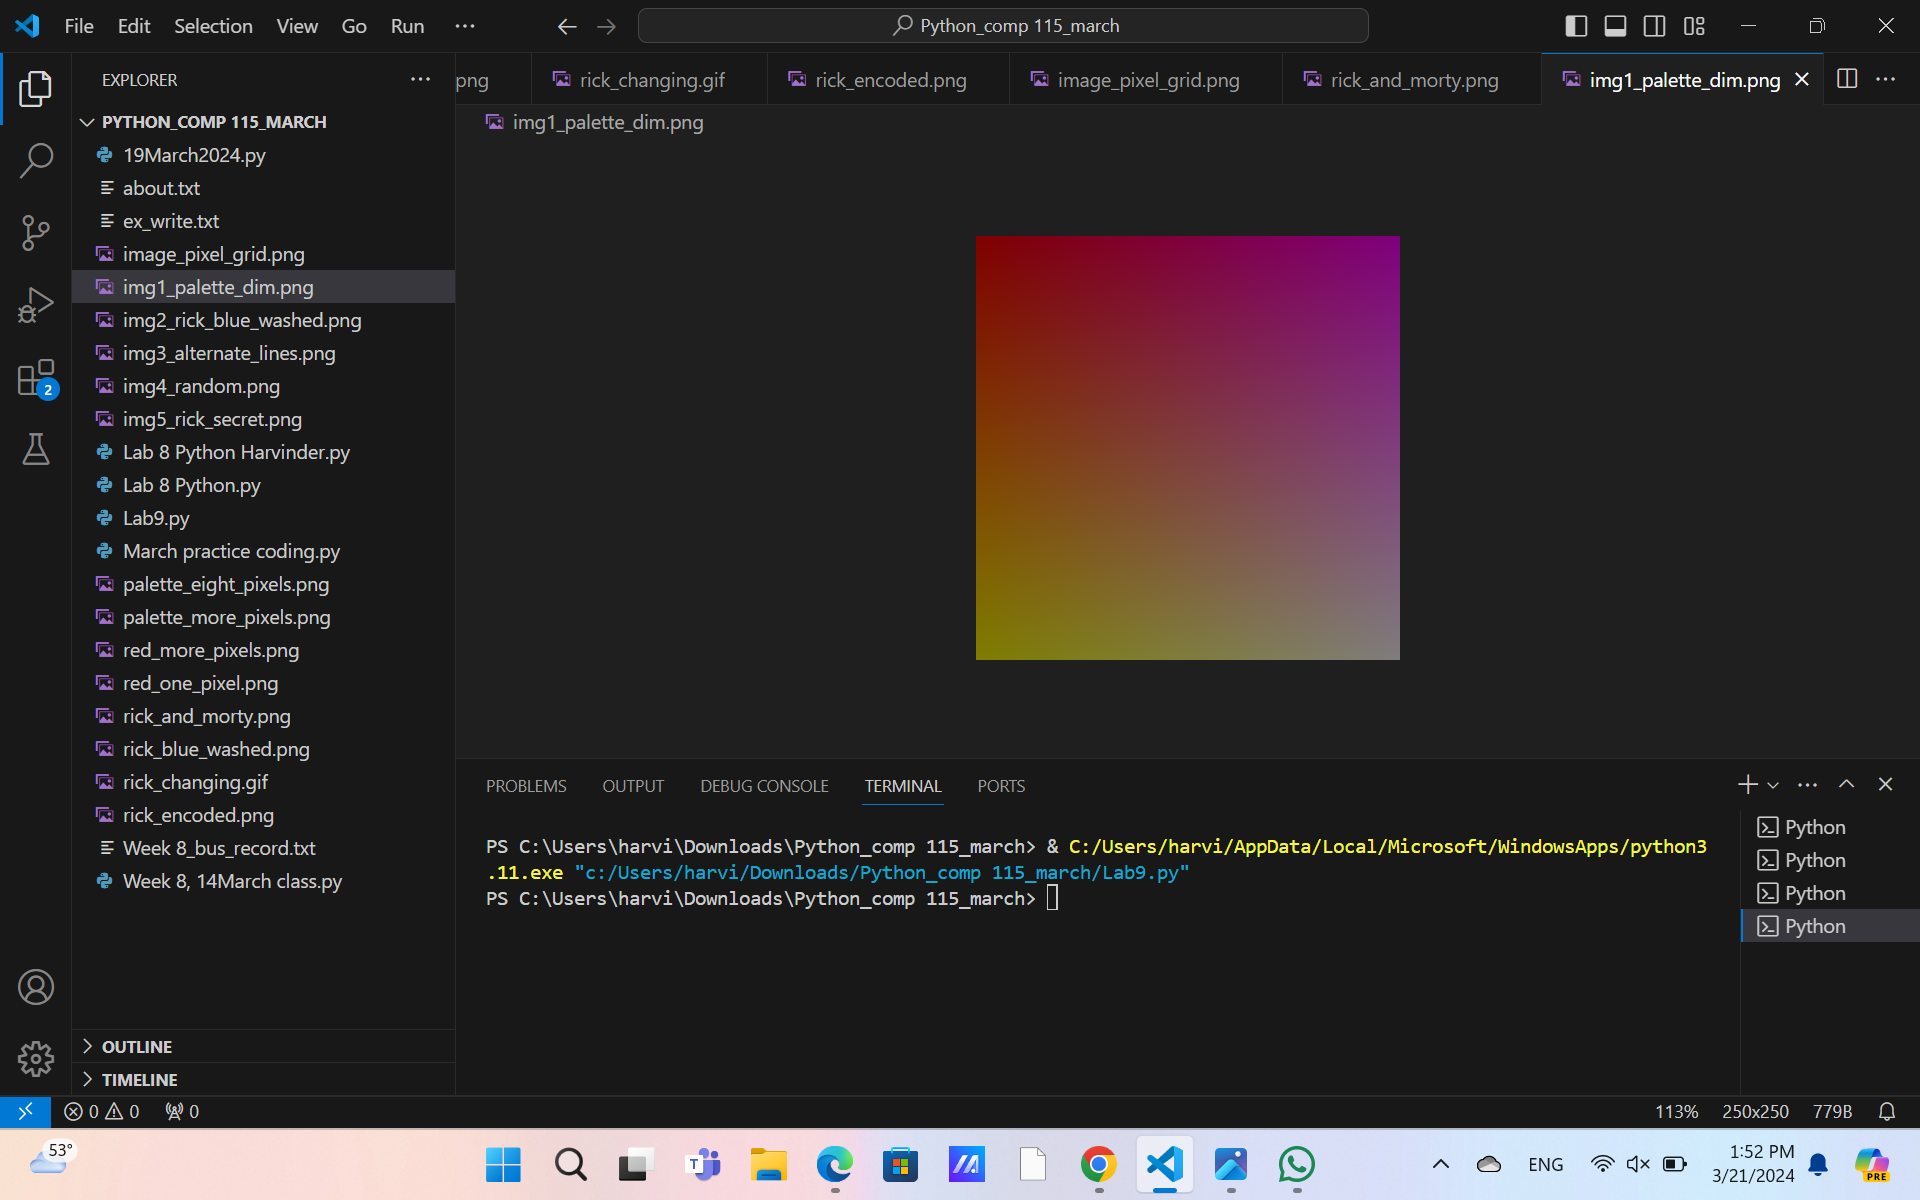 File Edit Selection View Go Run ···
Python_comp 115_march
EXPLORER
png rick_changing.gif rick_encoded.png image_pixel_grid.png rick_and_morty.png img1_palette_dim.png
PYTHON_COMP 115_MARCH
img1_palette_dim.png
19March2024.py
about.txt
ex_write.txt
image_pixel_grid.png
img1_palette_dim.png
img2_rick_blue_washed.png
img3_alternate_lines.png
img4_random.png
img5_rick_secret.png
Lab 8 Python Harvinder.py
Lab 8 Python.py
Lab9.py
March practice coding.py
palette_eight_pixels.png
palette_more_pixels.png
red_more_pixels.png
red_one_pixel.png
rick_and_morty.png
rick_blue_washed.png
rick_changing.gif
rick_encoded.png
Week 8_bus_record.txt
Week 8, 14March class.py
2
OUTLINE
TIMELINE
PROBLEMS OUTPUT DEBUG CONSOLE TERMINAL PORTS
PS C:\Users\harvi\Downloads\Python_comp 115_march> & C:/Users/harvi/AppData/Local/Microsoft/WindowsApps/python3
.11.exe "c:/Users/harvi/Downloads/Python_comp 115_march/Lab9.py"
PS C:\Users\harvi\Downloads\Python_comp 115_march>
Python
Python
Python
Python
0 0 0
113% 250x250 779B
53°
T
ENG
1:52 PM
3/21/2024
PRE